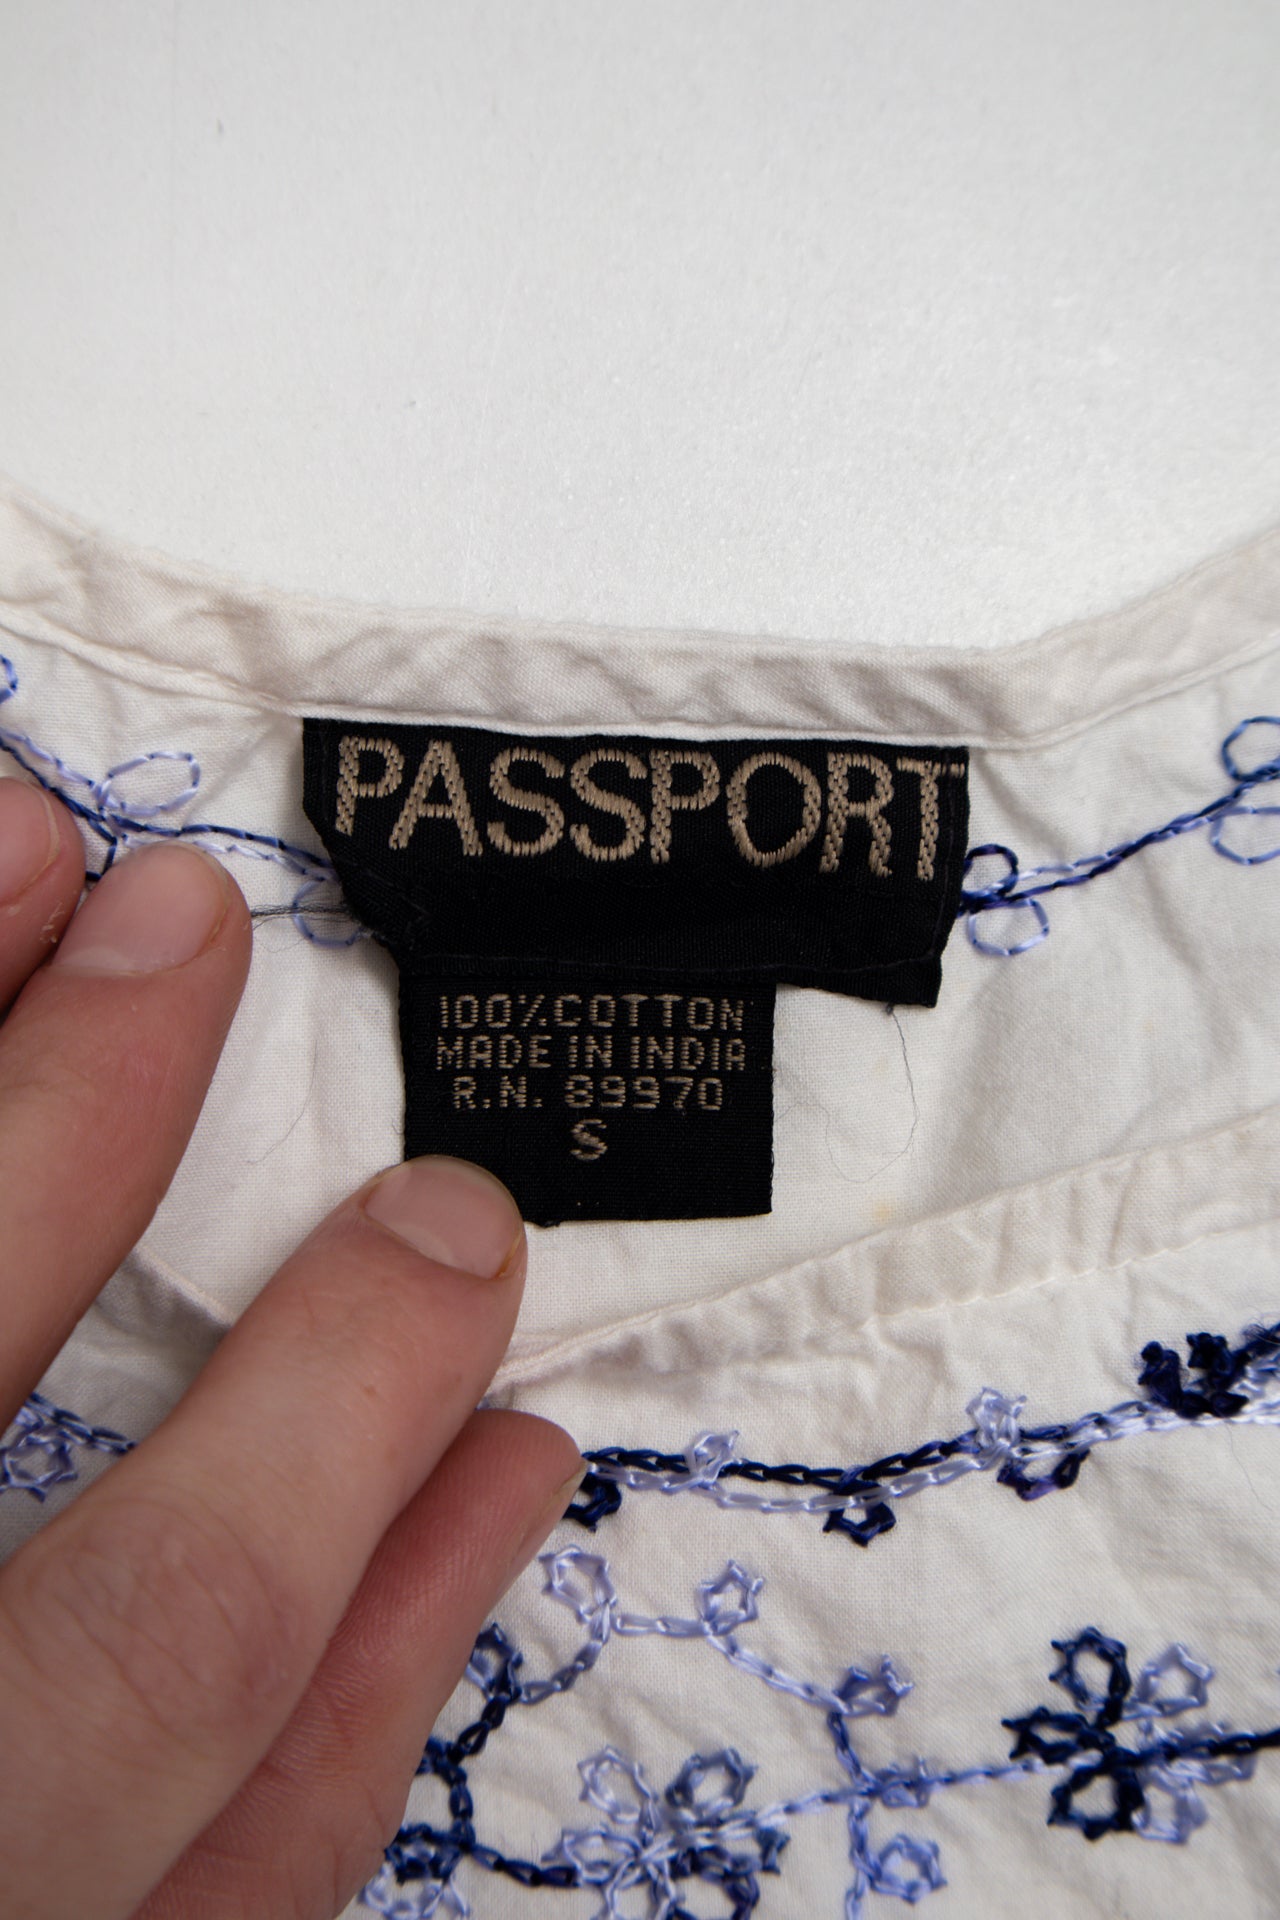 PASSPORT
100% COTTON
MADE IN INDIA
R.N. 89970
S